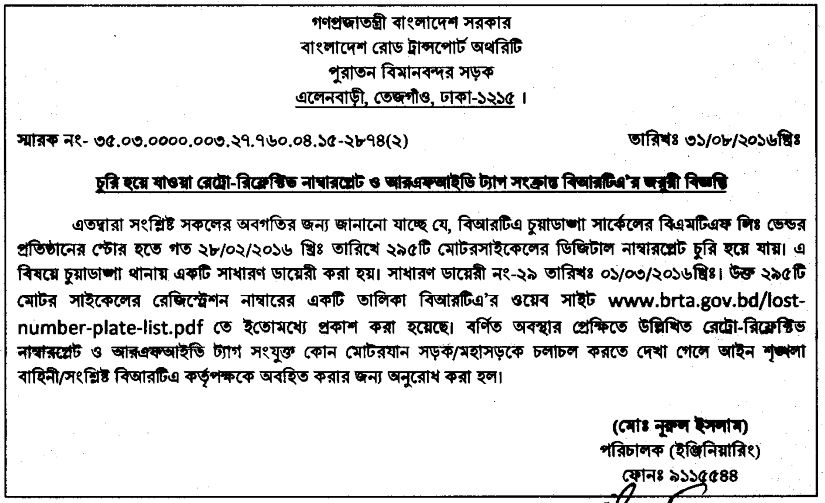 গণপ্রজাতন্ত্রী বাংলাদেশ সরকার
বাংলাদেশ রোড ট্রান্সপোর্ট অথরিটি
পুরাতন বিমানবন্দর সড়ক
এলেনবাড়ী, তেজগাঁও, ঢাকা-১২১৫ ।
স্মারক নং- ৩৫.০৩.০০০০.০০৩.২৭.৭৬০.০৪.১৫-২৮৭৪(২) তারিখঃ ৩১/০৮/২০১৬খ্রিঃ
চুরি হয়ে যাওয়া রেট্রো-রিফ্লেক্টিভ নাম্বারপ্লেট ও আরএফআইডি ট্যাগ সংক্রান্ত বিআরটিএ'র জরুরী বিজ্ঞপ্তি
এতদ্বারা সংশ্লিষ্ট সকলের অবগতির জন্য জানানো যাচ্ছে যে, বিআরটিএ চুয়াডাঙ্গা সার্কেলের বিএমটিএফ লিঃ ভেন্ডর
প্রতিষ্ঠানের স্টোর হতে গত ২৮/০২/২০১৬ খ্রিঃ তারিখে ২৯৫টি মোটরসাইকেলের ডিজিটাল নাম্বারপ্লেট চুরি হয়ে যায়। এ
বিষয়ে চুয়াডাঙ্গা থানায় একটি সাধারণ ডায়েরী করা হয়। সাধারণ ডায়েরী নং-২৯ তারিখঃ ০১/০৩/২০১৬খ্রিঃ। উক্ত ২৯৫টি
মোটর সাইকেলের রেজিস্ট্রেশন নাম্বারের একটি তালিকা বিআরটিএ'র ওয়েব সাইট www.brta.gov.bd/lost-
number-plate-list.pdf তে ইতোমধ্যে প্রকাশ করা হয়েছে। বর্ণিত অবস্থার প্রেক্ষিতে উল্লিখিত রেট্রো-রিফ্লেক্টিভ
নাম্বারপ্লেট ও আরএফআইডি ট্যাগ সংযুক্ত কোন মোটরযান সড়ক/মহাসড়কে চলাচল করতে দেখা গেলে আইন শৃঙ্খলা
বাহিনী/সংশ্লিষ্ট বিআরটিএ কর্তৃপক্ষকে অবহিত করার জন্য অনুরোধ করা হল।
(মোঃ নূরুল ইসলাম)
পরিচালক (ইঞ্জিনিয়ারিং)
ফোনঃ ৯১১৫৫৪৪